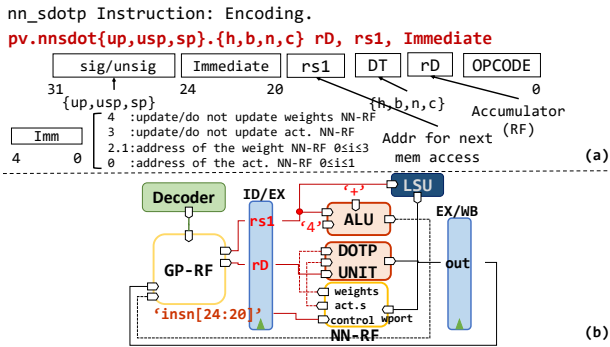 nn_sdotp Instruction: Encoding.
pv.nnsdot{up,usp,sp}.{h,b,n,c} rD, rs1, Immediate
sig/unsig Immediate rs1 DT rD OPCODE
31 24 20 0
{up,usp,sp} {h,b,n,c}
Accumulator
(RF)
Addr for next
mem access
Imm
4 0
4 :update/do not update weights NN-RF
3 :update/do not update act. NN-RF
2.1:address of the weight NN-RF 0≤i≤3
0 :address of the act. NN-RF 0≤i≤1
(a)
Decoder
ID/EX
'+'
LSU
EX/WB
rs1
'4'
ALU
GP-RF
rD
DOTP
UNIT
out
weights
act.s
control
wport
'insn[24:20]'
NN-RF
(b)